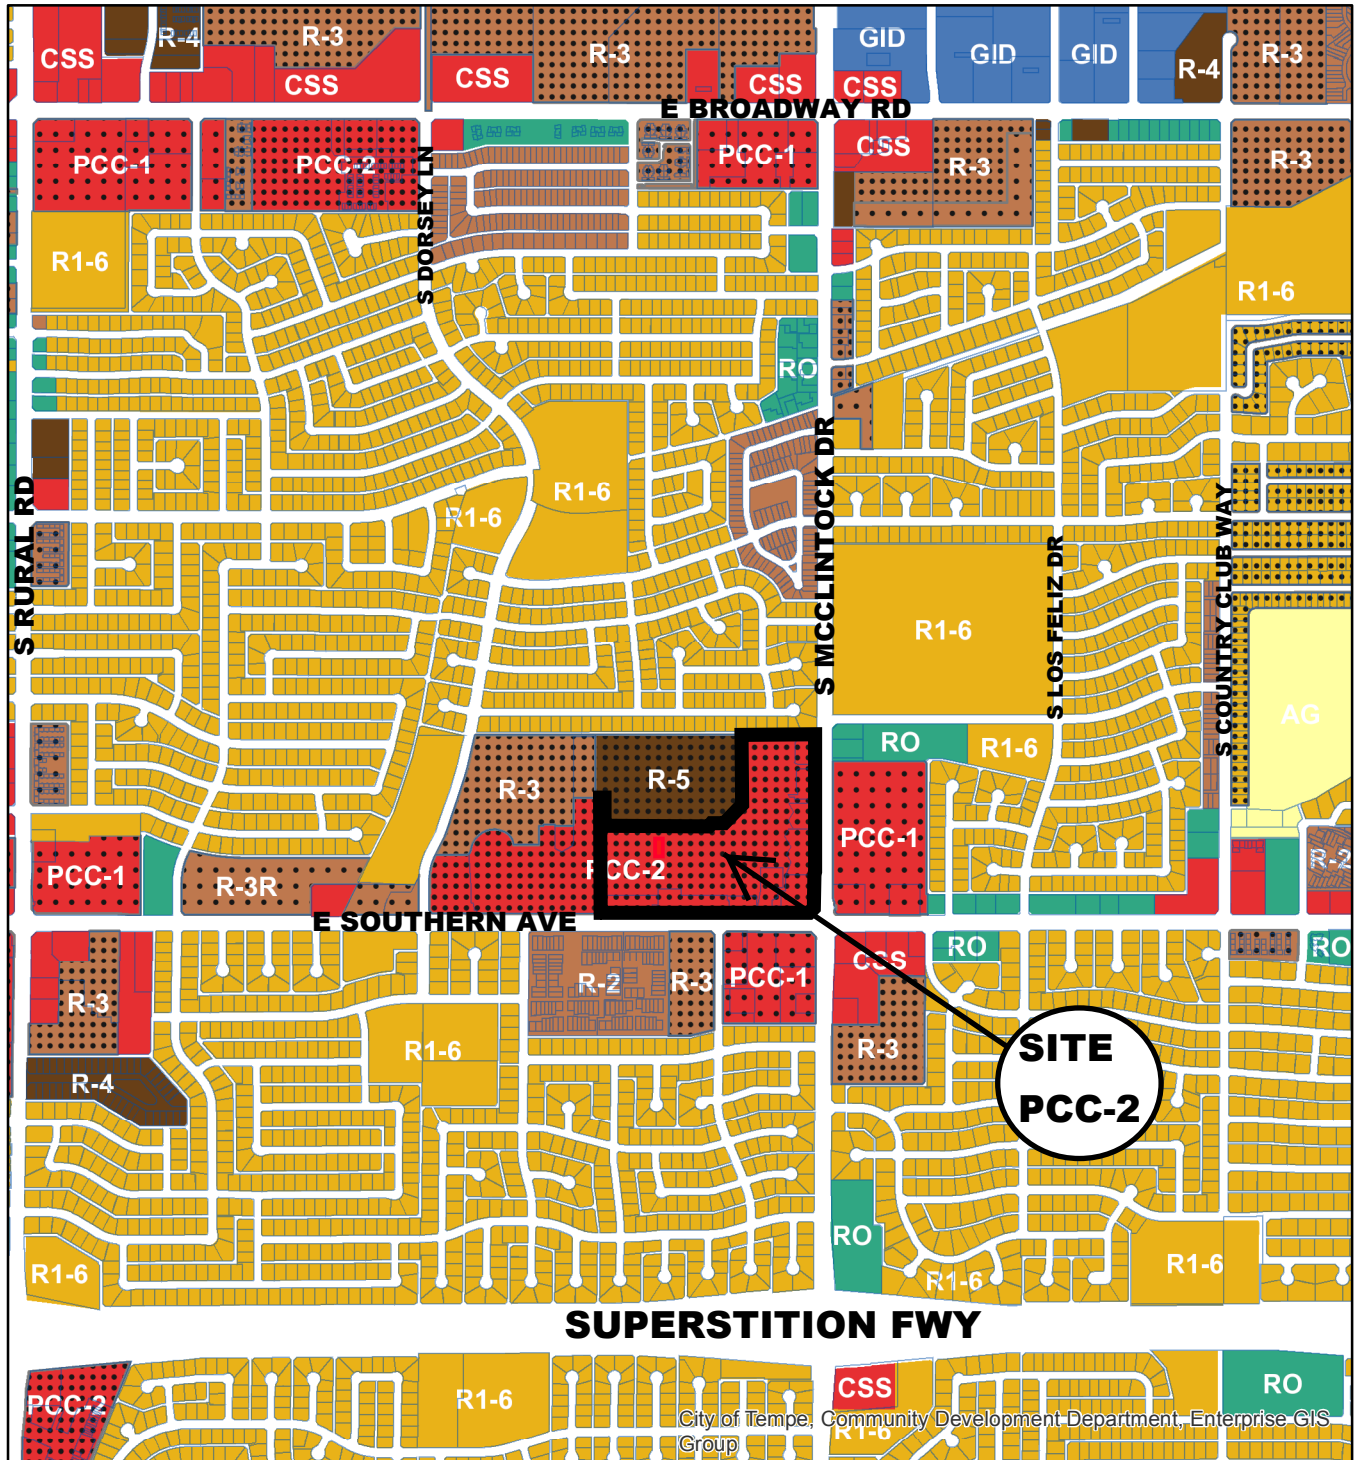 R-4
R-3
CSS
CSS
R-3
CSS
CSS
GID
GID
GID
CSS
R-4
R-3
E BROADWAY RD
PCC-1
PCC-2
PCC-1
CSS
R-3
R-3
S DORSEY LN
R1-6
R1-6
RO
S MCCLINTOCK DR
R1-6
R1-6
S RURAL RD
S LOS FELIZ DR
S COUNTRY CLUB WAY
R1-6
AG
RO
R1-6
R-3
R-5
PCC-1
PCC-2
PCC-1
R-3R
R-2
E SOUTHERN AVE
R-3
R-2
R-3
PCC-1
CSS
RO
RO
R1-6
R-3
R-4
SITE
PCC-2
RO
R1-6
R1-6
R1-6
SUPERSTITION FWY
PCC-2
R1-6
CSS
RO
R1-6
City of Tempe, Community Development Department, Enterprise GIS
Group